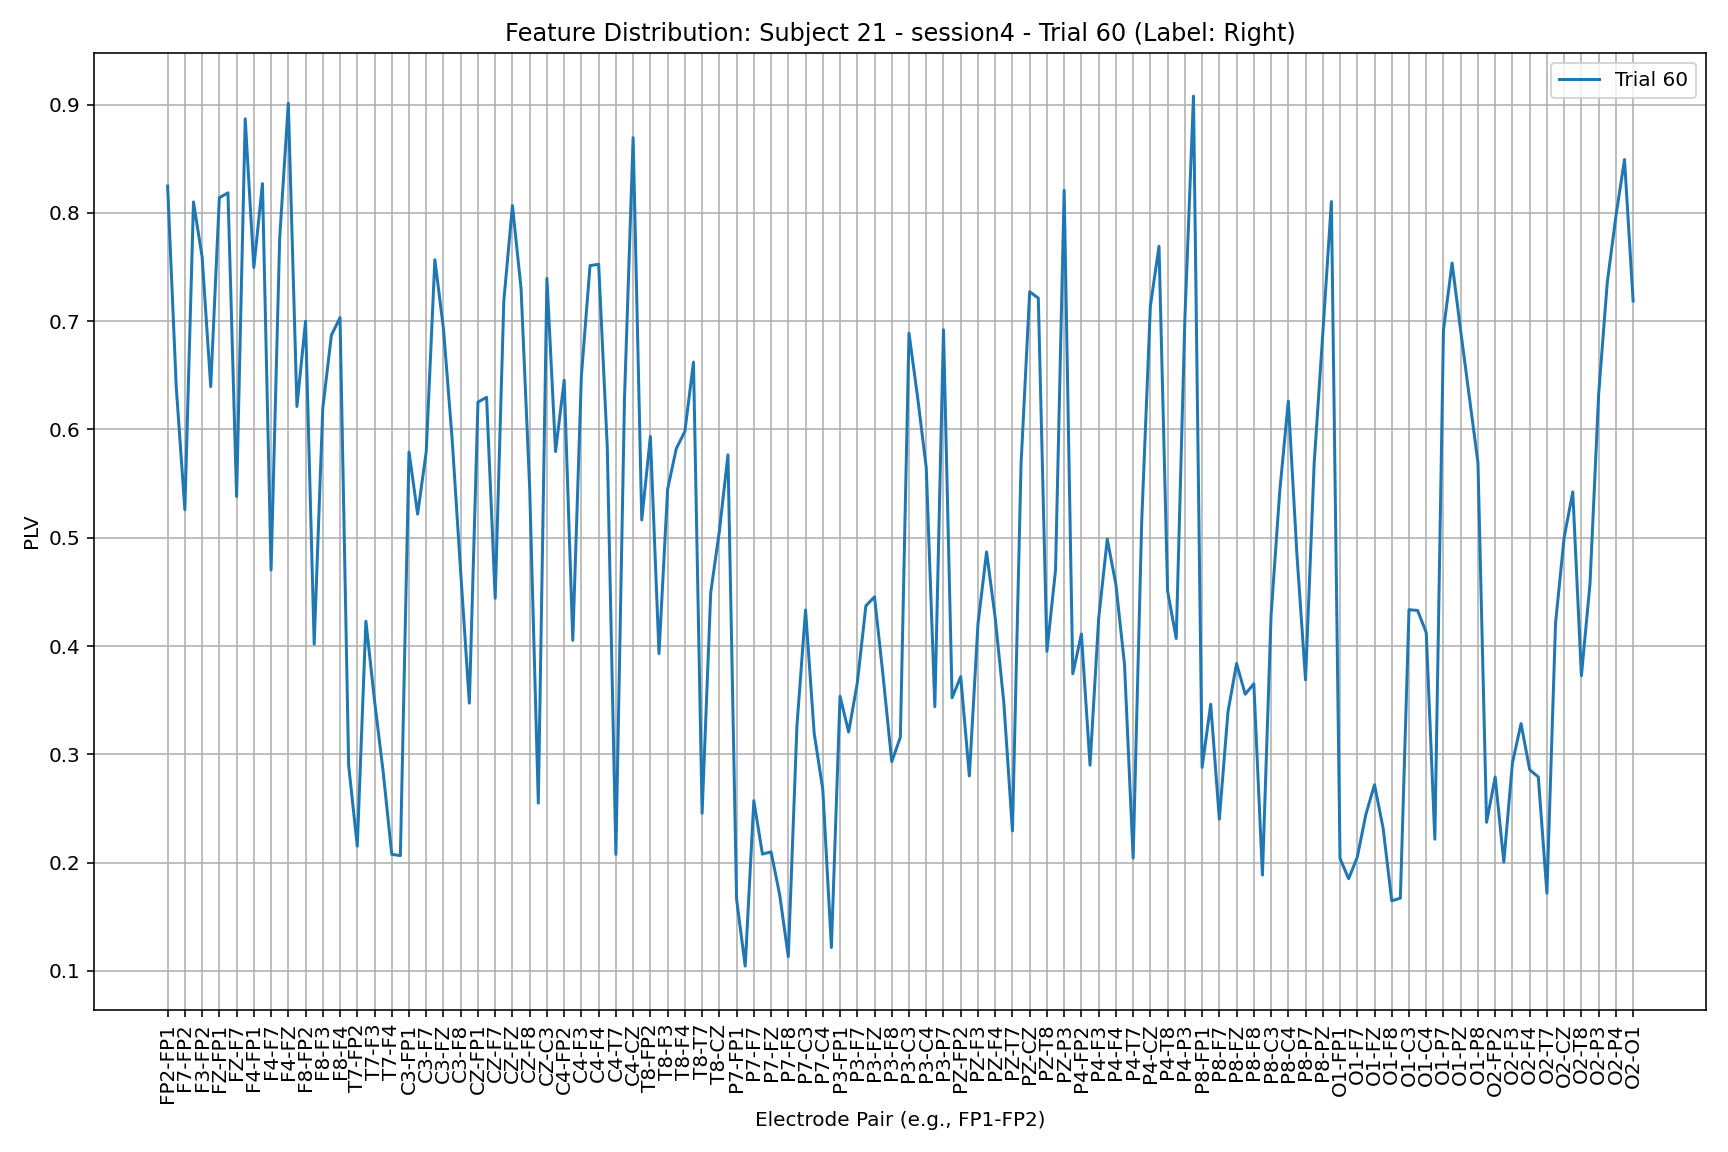 Feature Distribution: Subject 21 - session4 - Trial 60 (Label: Right)
Trial 60
0.9
0.8
0.7
0.6
0.5
0.4
0.3
0.2
0.1
PLV
FP2-FP1
F7-FP2
F3-FP2
FZ-FP1
FZ-F7
F4-FP1
F4-F7
F4-FZ
F8-FP2
F8-F3
F8-F4
T7-FP2
T7-F3
T7-F4
C3-FP1
C3-F7
C3-FZ
C3-F8
CZ-FP1
CZ-F7
CZ-FZ
CZ-F8
CZ-C3
C4-FP2
C4-F3
C4-F4
C4-T7
C4-CZ
T8-FP2
T8-F3
T8-F4
T8-T7
T8-CZ
P7-FP1
P7-F7
P7-FZ
P7-F8
P7-C3
P7-C4
P3-FP1
P3-F7
P3-FZ
P3-F8
P3-C3
P3-C4
P3-P7
PZ-FP2
PZ-F3
PZ-F4
PZ-T7
PZ-CZ
PZ-T8
PZ-P3
P4-FP2
P4-F3
P4-F4
P4-T7
P4-CZ
P4-T8
P4-P3
P8-FP1
P8-F7
P8-FZ
P8-F8
P8-C3
P8-C4
P8-P7
P8-PZ
O1-FP1
O1-F7
O1-FZ
O1-F8
O1-C3
O1-C4
O1-P7
O1-PZ
O1-P8
O2-FP2
O2-F3
O2-F4
O2-T7
O2-CZ
O2-T8
O2-P3
O2-P4
O2-O1
Electrode Pair (e.g., FP1-FP2)